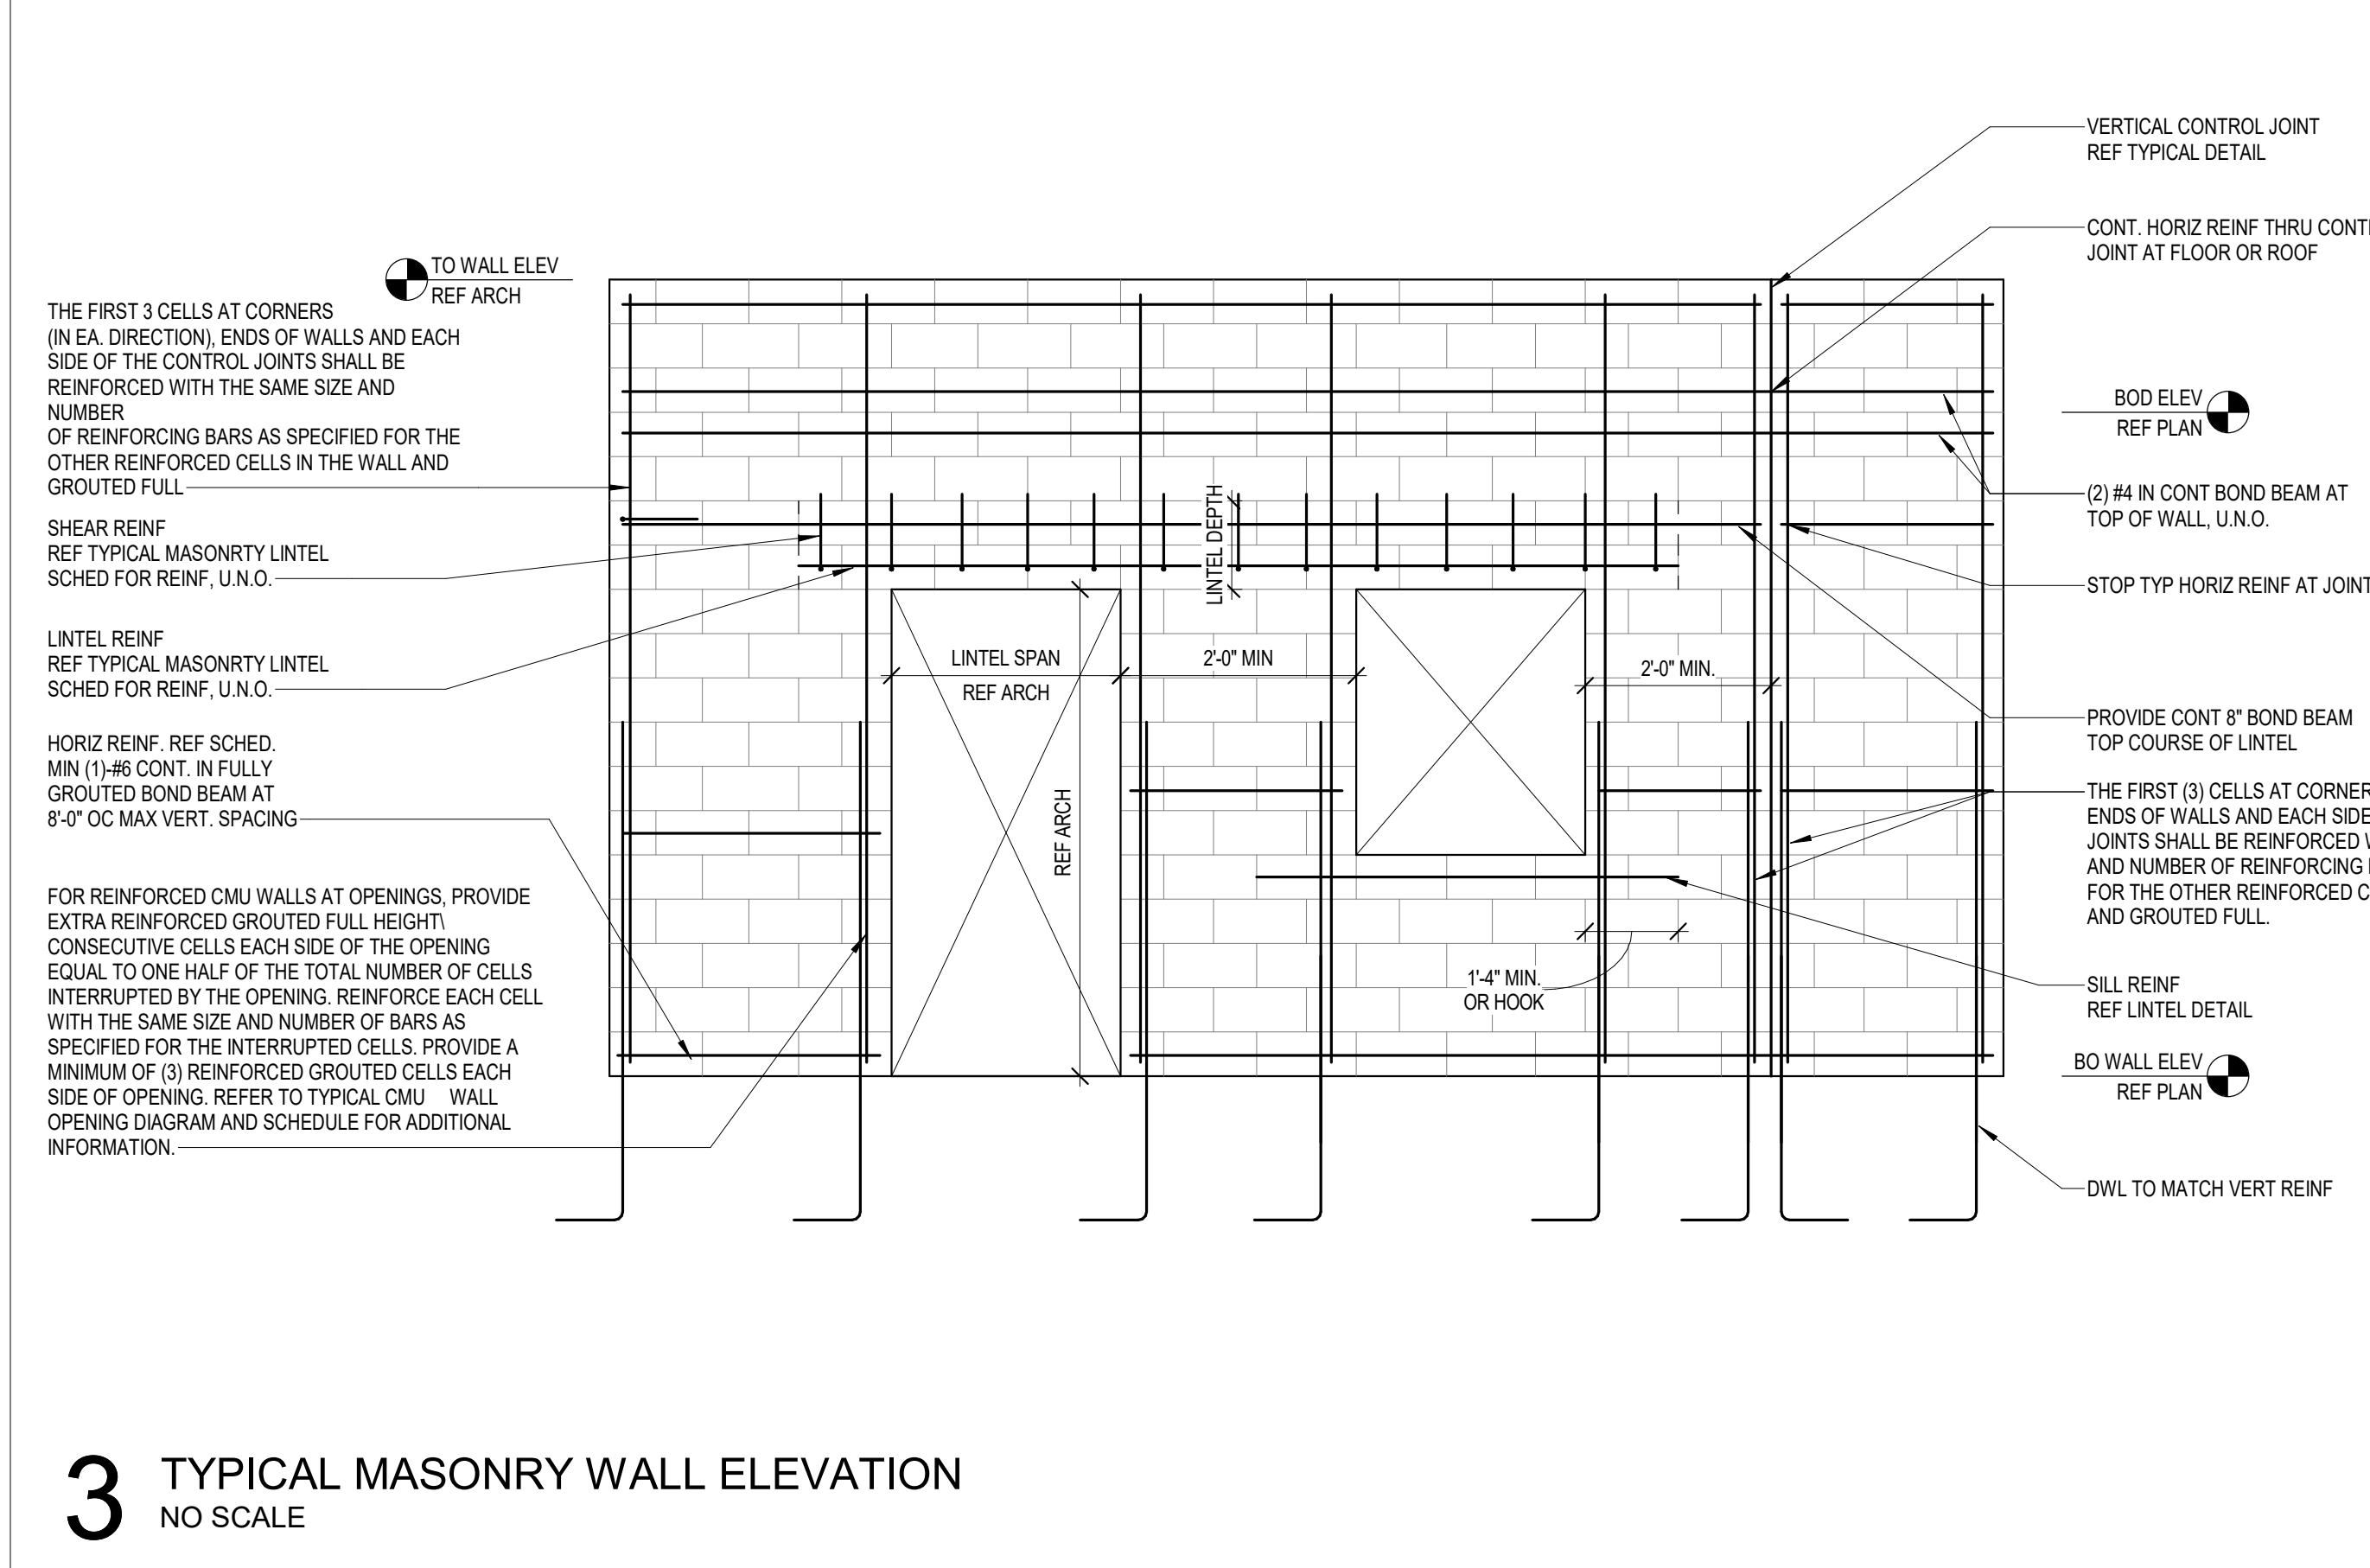 TO WALL ELEV
REF ARCH
THE FIRST 3 CELLS AT CORNERS
(IN EA. DIRECTION), ENDS OF WALLS AND EACH
SIDE OF THE CONTROL JOINTS SHALL BE
REINFORCED WITH THE SAME SIZE AND
NUMBER
OF REINFORCING BARS AS SPECIFIED FOR THE
OTHER REINFORCED CELLS IN THE WALL AND
GROUTED FULL
SHEAR REINF
REF TYPICAL MASONRTY LINTEL
SCHED FOR REINF, U.N.O.
LINTEL REINF
REF TYPICAL MASONRTY LINTEL
SCHED FOR REINF, U.N.O.
HORIZ REINF. REF SCHED.
MIN (1)-#6 CONT. IN FULLY
GROUTED BOND BEAM AT
8'-0" OC MAX VERT. SPACING
FOR REINFORCED CMU WALLS AT OPENINGS, PROVIDE
EXTRA REINFORCED GROUTED FULL HEIGHT\
CONSECUTIVE CELLS EACH SIDE OF THE OPENING
EQUAL TO ONE HALF OF THE TOTAL NUMBER OF CELLS
INTERRUPTED BY THE OPENING. REINFORCE EACH CELL
WITH THE SAME SIZE AND NUMBER OF BARS AS
SPECIFIED FOR THE INTERRUPTED CELLS. PROVIDE A
MINIMUM OF (3) REINFORCED GROUTED CELLS EACH
SIDE OF OPENING. REFER TO TYPICAL CMU WALL
OPENING DIAGRAM AND SCHEDULE FOR ADDITIONAL
INFORMATION.
LINTEL DEPTH
LINTEL SPAN
REF ARCH
REF ARCH
2'-0" MIN
2'-0" MIN.
1'-4" MIN.
OR HOOK
VERTICAL CONTROL JOINT
REF TYPICAL DETAIL
CONT. HORIZ REINF THRU
JOINT AT FLOOR OR ROOF
BOD ELEV
REF PLAN
(2) #4 IN CONT BOND BEAM AT
TOP OF WALL, U.N.O.
STOP TYP HORIZ REINF AT JOINT
PROVIDE CONT 8" BOND BEAM
TOP COURSE OF LINTEL
THE FIRST (3) CELLS AT
ENDS OF WALLS AND EACH SIDE
JOINTS SHALL BE REINFORCED
AND NUMBER OF REINFORCING
FOR THE OTHER REINFORCED
AND GROUTED FULL.
SILL REINF
REF LINTEL DETAIL
BO WALL ELEV
REF PLAN
DWL TO MATCH VERT REINF
3 TYPICAL MASONRY WALL ELEVATION
NO SCALE